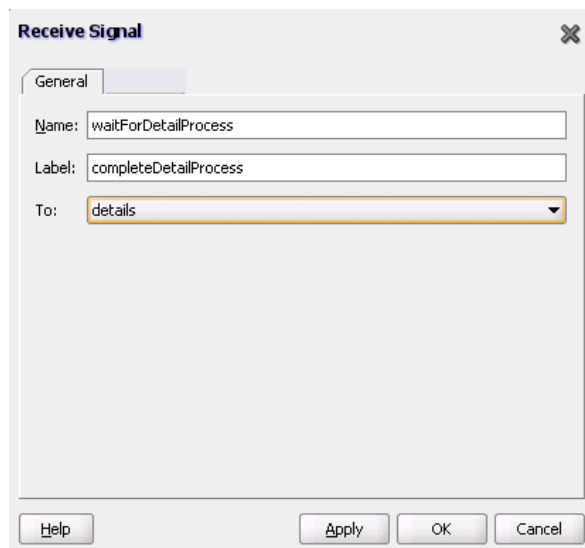 Receive Signal
General
Name: waitForDetailProcess
Label: completeDetailProcess
To: details
Help Apply OK Cancel